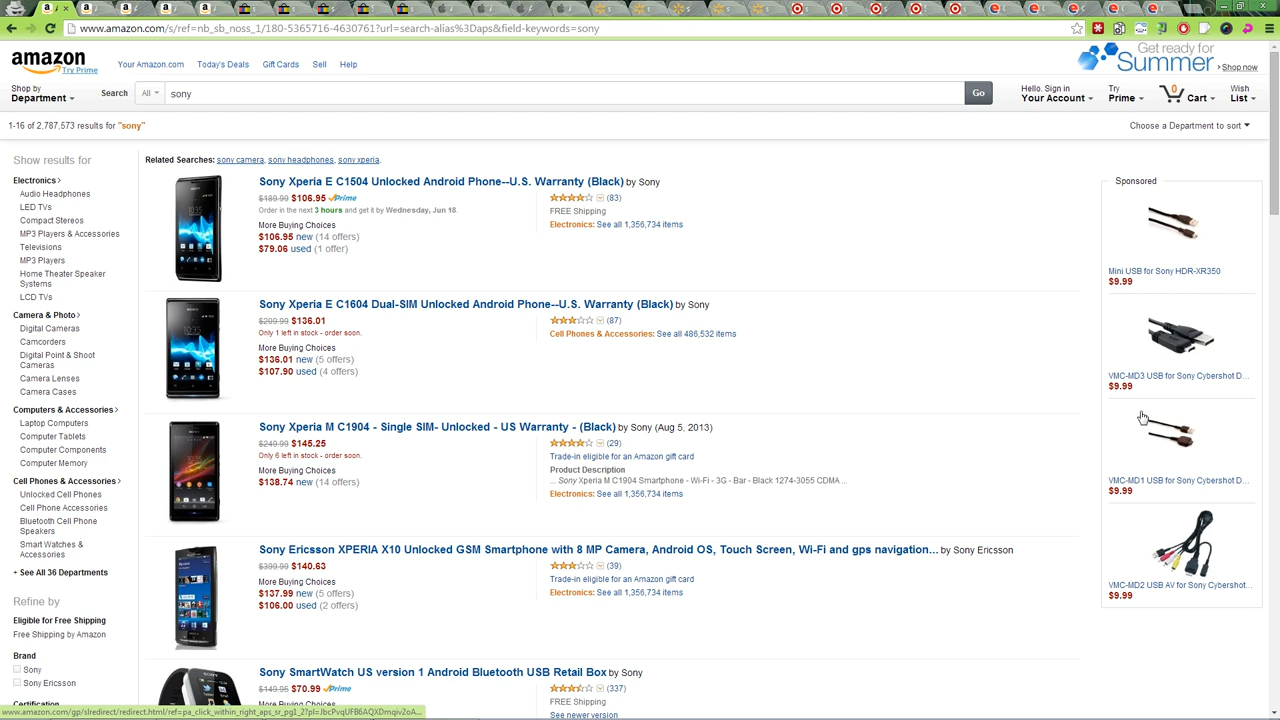 www.amazon.com/s/ref=nb_sb_noss_1/180-5365716-4630761?url=search-alias%3Daps&field-keywords=sony
amazon
Try Prime
Your Amazon.com
Today's Deals
Gift Cards
Sell
Help
Get ready for
Summer
Shop now
Shop by
Department
Search
All
sony
Go
Hello. Sign in
Your Account
Try
Prime
0
Cart
Wish
List
1-16 of 2,787,573 results for "sony"
Choose a Department to sort
Show results for
Electronics
Audio Headphones
LED TVs
Compact Stereos
MP3 Players & Accessories
Televisions
MP3 Players
Home Theater Speaker
Systems
LCD TVs
Camera & Photo
Digital Cameras
Camcorders
Digital Point & Shoot
Cameras
Camera Lenses
Camera Cases
Computers & Accessories
Laptop Computers
Computer Tablets
Computer Components
Computer Memory
Cell Phones & Accessories
Unlocked Cell Phones
Cell Phone Accessories
Bluetooth Cell Phone
Speakers
Smart Watches &
Accessories
+ See All 36 Departments
Refine by
Eligible for Free Shipping
Free Shipping by Amazon
Brand
Sony
Sony Ericsson
Related Searches: sony camera, sony headphones, sony xperia.
Sony Xperia E C1504 Unlocked Android Phone--U.S. Warranty (Black) by Sony
$189.99 $106.95 Prime
Order in the next 3 hours and get it by Wednesday, Jun 18.
More Buying Choices
$106.95 new (14 offers)
$79.06 used (1 offer)
(83)
FREE Shipping
Electronics: See all 1,356,734 items
Sony Xperia E C1604 Dual-SIM Unlocked Android Phone--U.S. Warranty (Black) by Sony
$209.99 $136.01
Only 1 left in stock - order soon.
More Buying Choices
$136.01 new (5 offers)
$107.90 used (4 offers)
(87)
Cell Phones & Accessories: See all 486,532 items
Sony Xperia M C1904 - Single SIM- Unlocked - US Warranty - (Black) by Sony (Aug 5, 2013)
$249.99 $145.25
Only 6 left in stock - order soon.
More Buying Choices
$138.74 new (14 offers)
(29)
Trade-in eligible for an Amazon gift card
Product Description
... Sony Xperia M C1904 Smartphone - Wi-Fi - 3G - Bar - Black 1274-3055 CDMA ...
Electronics: See all 1,356,734 items
Sony Ericsson XPERIA X10 Unlocked GSM Smartphone with 8 MP Camera, Android OS, Touch Screen, Wi-Fi and gps navigation... by Sony Ericsson
$399.99 $140.63
More Buying Choices
$137.99 new (5 offers)
$106.00 used (2 offers)
(39)
Trade-in eligible for an Amazon gift card
Electronics: See all 1,356,734 items
Sony SmartWatch US version 1 Android Bluetooth USB Retail Box by Sony
$149.95 $70.99 Prime
(337)
FREE Shipping
See newer version
Sponsored
Mini USB for Sony HDR-XR350
$9.99
VMC-MD3 USB for Sony Cybershot D...
$9.99
VMC-MD1 USB for Sony Cybershot D...
$9.99
VMC-MD2 USB AV for Sony Cybershot...
$9.99